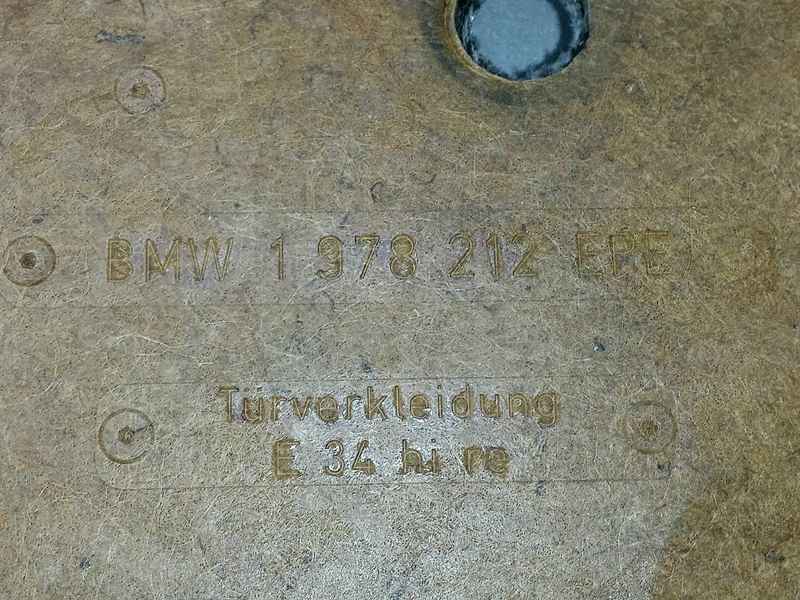 BMW 1 978 212 EPE
Türverkleidung
E 34 hi re